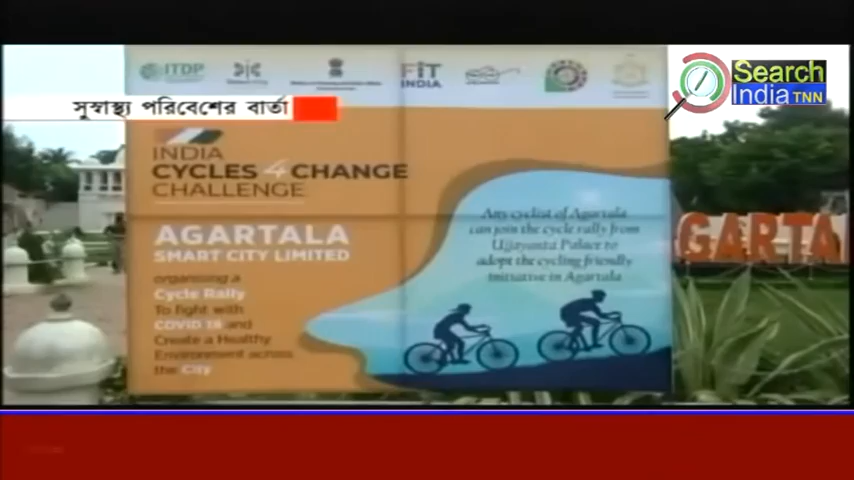 ITDP
FIT
INDIA
Search
India TNN
সুস্বাস্থ্য পরিবেশের বার্তা
INDIA
CYCLES 4 CHANGE
CHALLENGE
AGARTALA
SMART CITY LIMITED
organising a
Cycle Rally
To fight with
COVID 19 and
Create a Healthy
Environment across
the City
Any cyclist of Agartala
can join the cycle rally from
Ujjayanta Palace to
adopt the cycling friendly
initiative in Agartala
GARTALA